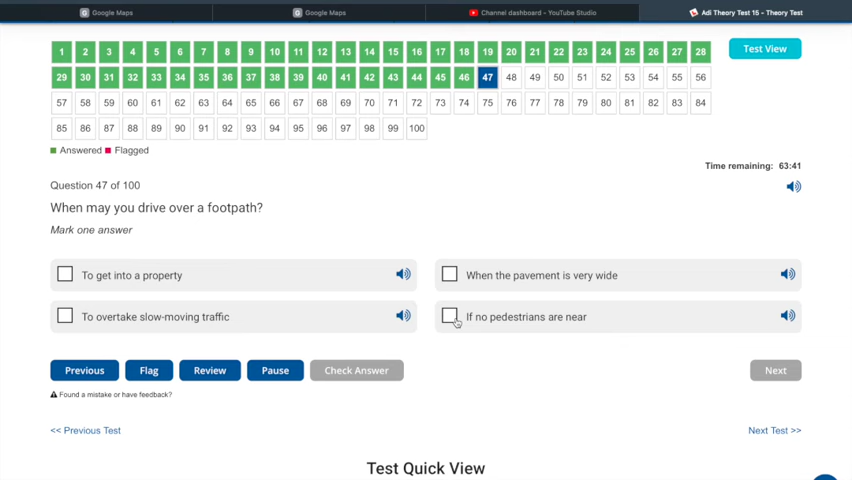 Google Maps
Google Maps
Channel dashboard - YouTube Studio
Adi Theory Test 15 - Theory Test
1 2 3 4 5 6 7 8 9 10 11 12 13 14 15 16 17 18 19 20 21 22 23 24 25 26 27 28
Test View
29 30 31 32 33 34 35 36 37 38 39 40 41 42 43 44 45 46 47 48 49 50 51 52 53 54 55 56
57 58 59 60 61 62 63 64 65 66 67 68 69 70 71 72 73 74 75 76 77 78 79 80 81 82 83 84
85 86 87 88 89 90 91 92 93 94 95 96 97 98 99 100
Answered Flagged
Time remaining: 63:41
Question 47 of 100
When may you drive over a footpath?
Mark one answer
To get into a property
When the pavement is very wide
To overtake slow-moving traffic
If no pedestrians are near
Previous Flag Review Pause Check Answer Next
Found a mistake or have feedback?
<< Previous Test
Next Test >>
Test Quick View